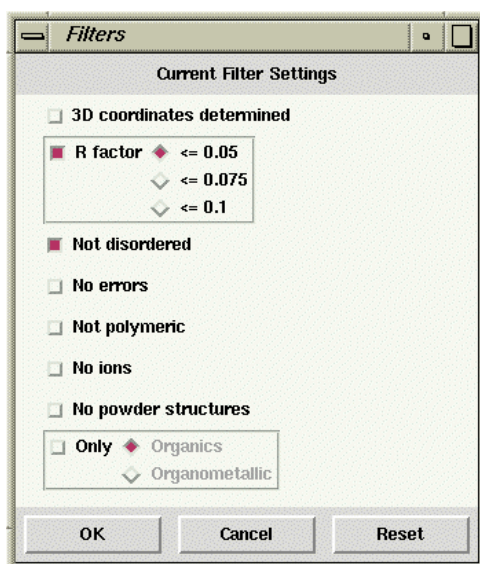 Filters
Current Filter Settings
3D coordinates determined
R factor <= 0.05
<= 0.075
<= 0.1
Not disordered
No errors
Not polymeric
No ions
No powder structures
Only Organics
Organometallic
OK Cancel Reset